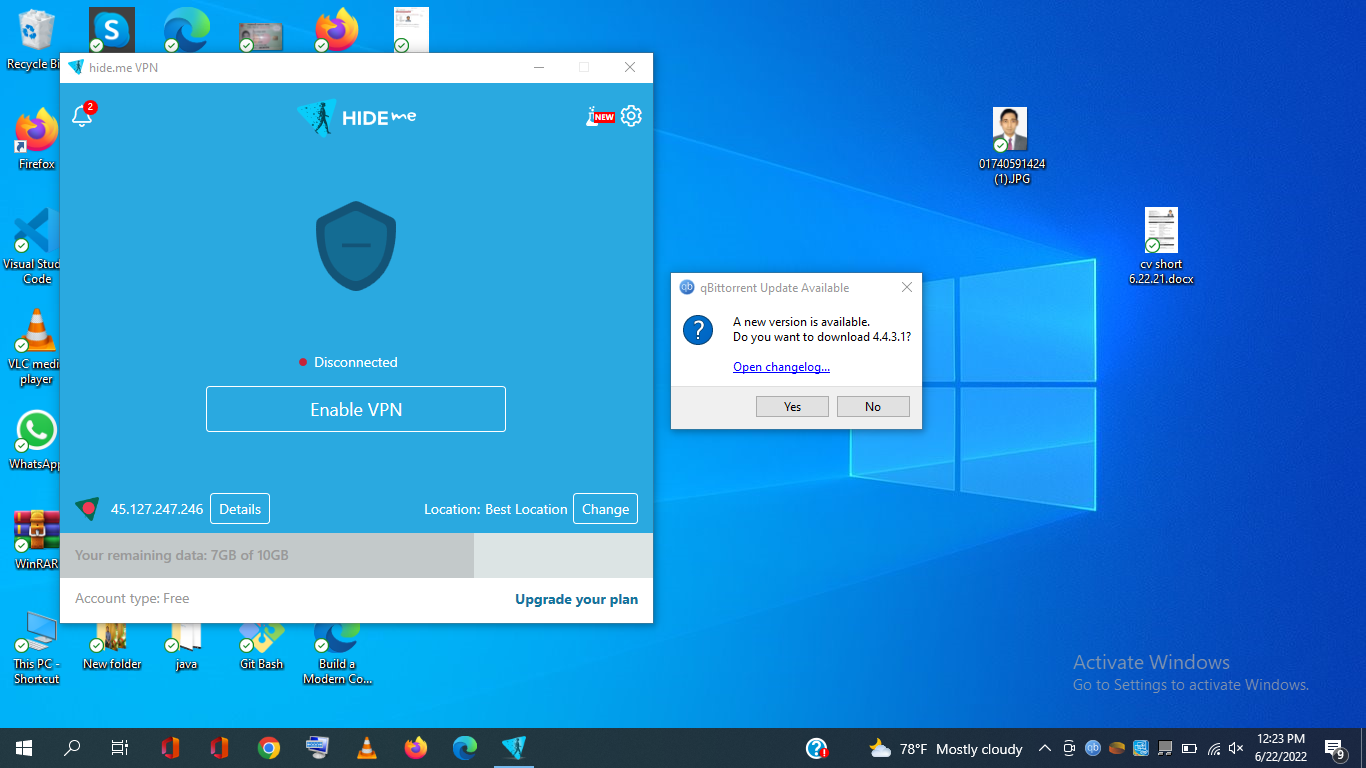 Recycle Bi
hide.me VPN
2
HIDE me
NEW
Firefox
Visual Stud
Code
VLC medi
player
WhatsApp
WinRAR
Disconnected
Enable VPN
45.127.247.246
Details
Location: Best Location
Change
Your remaining data: 7GB of 10GB
Account type: Free
Upgrade your plan
qBittorrent Update Available
A new version is available.
Do you want to download 4.4.3.1?
Open changelog...
Yes
No
01740591424
(1).JPG
cv short
6.22.21.docx
This PC -
Shortcut
New folder
java
Git Bash
Build a
Modern Co...
Activate Windows
Go to Settings to activate Windows.
78°F Mostly cloudy
12:23 PM
6/22/2022
9